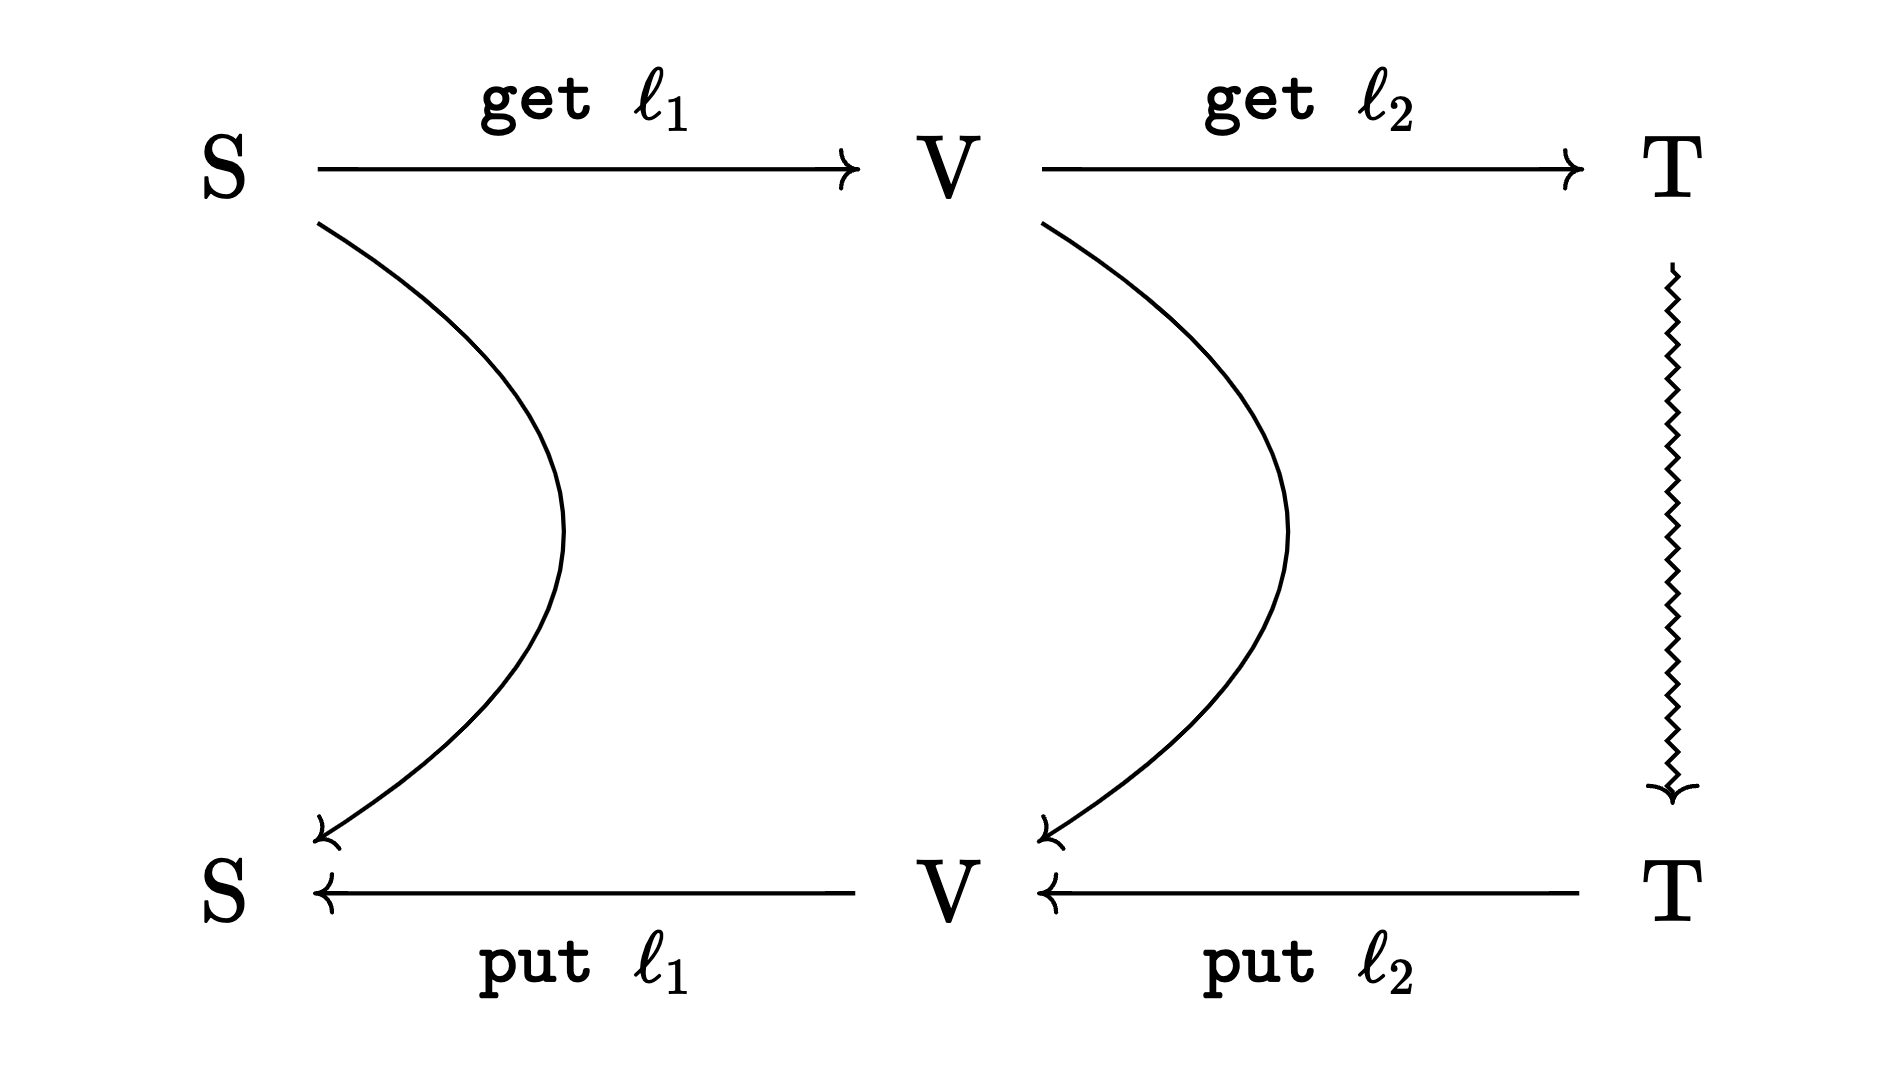 get ℓ₁ get ℓ₂
S V T
S V T
put ℓ₁ put ℓ₂